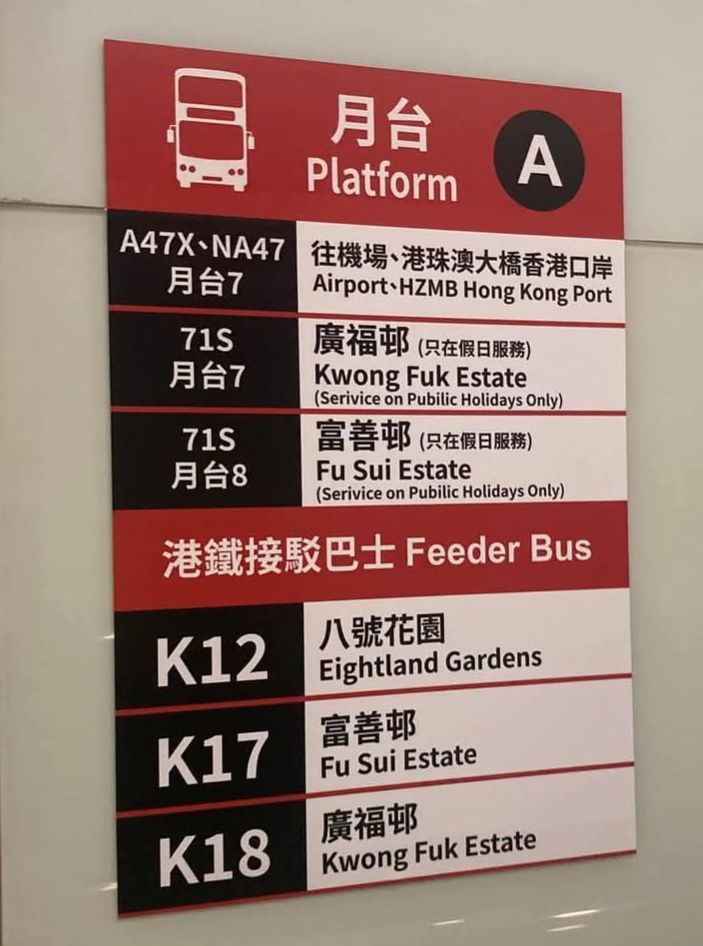 月台
Platform
A
A47X、NA47
月台7
往機場、港珠澳大橋香港口岸
Airport、HZMB Hong Kong Port
71S
月台7
廣福邨 (只在假日服務)
Kwong Fuk Estate
(Serivice on Pubilic Holidays Only)
71S
月台8
富善邨 (只在假日服務)
Fu Sui Estate
(Serivice on Pubilic Holidays Only)
港鐵接駁巴士 Feeder Bus
K12
八號花園
Eightland Gardens
K17
富善邨
Fu Sui Estate
K18
廣福邨
Kwong Fuk Estate